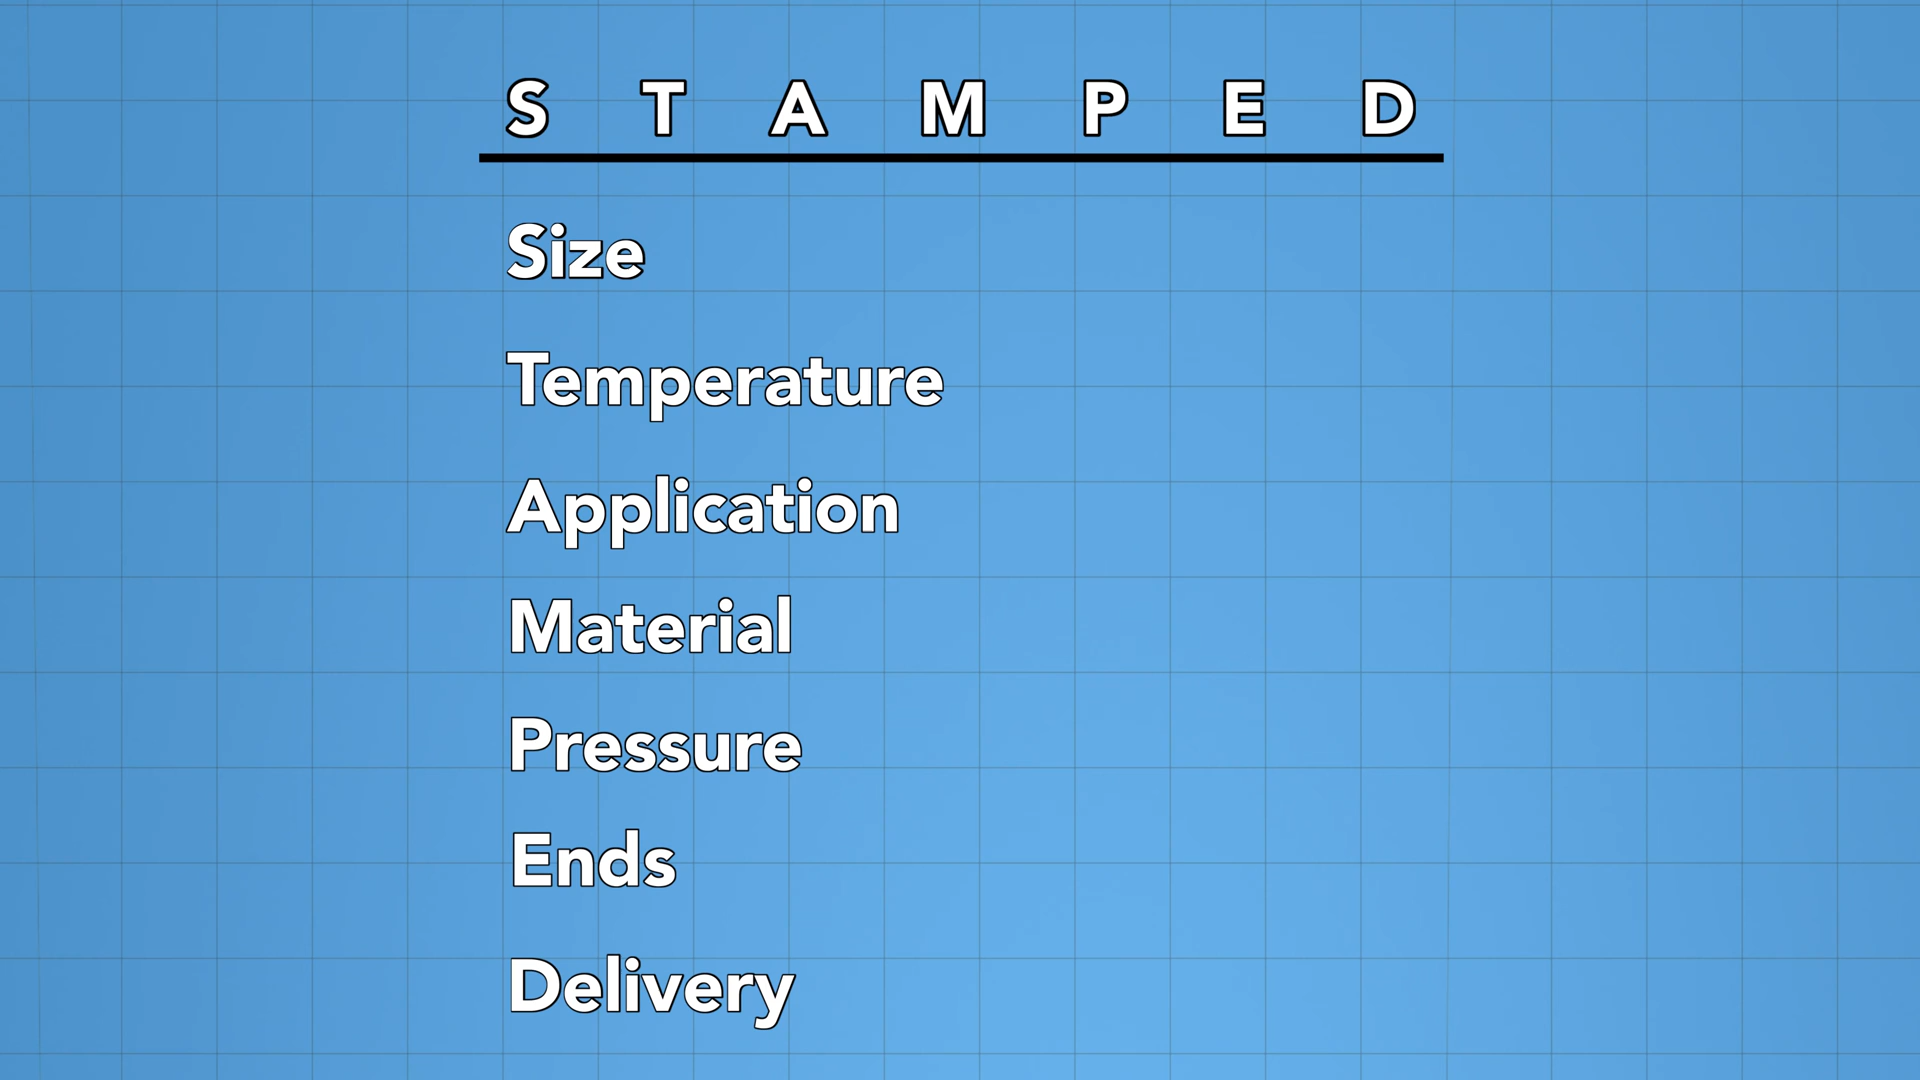 S T A M P E D
Size
Temperature
Application
Material
Pressure
Ends
Delivery